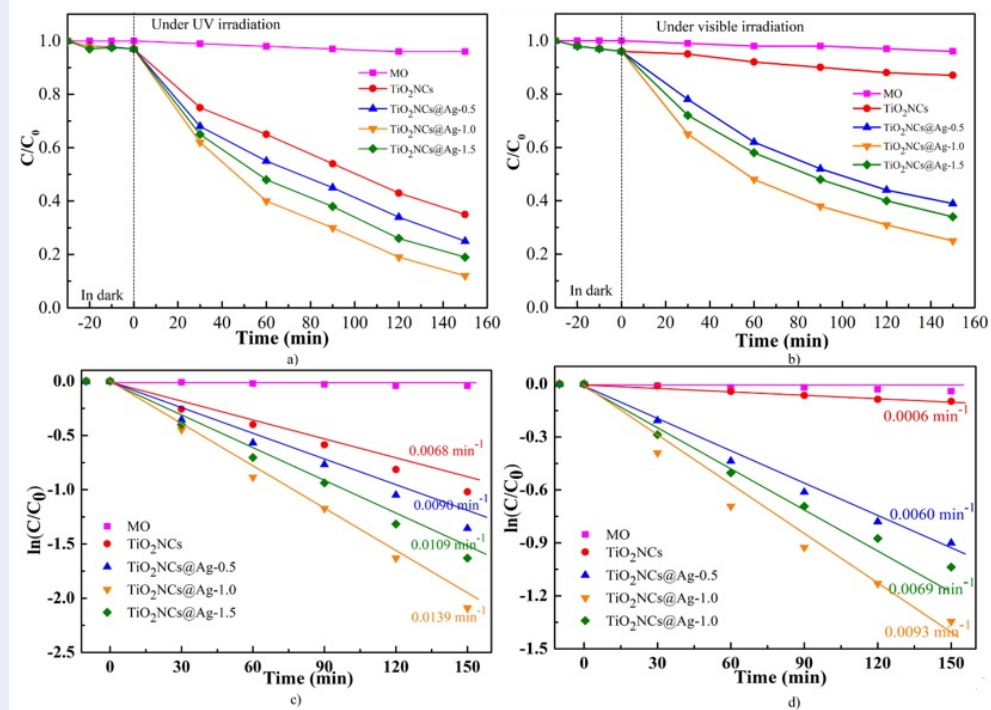 Under UV irradiation
MO
TiO2NCs
TiO2NCs@Ag-0.5
TiO2NCs@Ag-1.0
TiO2NCs@Ag-1.5
In dark
C/C0
1.0
0.8
0.6
0.4
0.2
0.0
-20 0 20 40 60 80 100 120 140 160
Time (min)
a)
Under visible irradiation
MO
TiO2NCs
TiO2NCs@Ag-0.5
TiO2NCs@Ag-1.0
TiO2NCs@Ag-1.5
In dark
C/C0
1.0
0.8
0.6
0.4
0.2
0.0
-20 0 20 40 60 80 100 120 140 160
Time (min)
b)
0.0
-0.5
-1.0
-1.5
-2.0
-2.5
ln(C/C0)
0.0068 min-1
0.0090 min-1
0.0109 min-1
0.0139 min-1
MO
TiO2NCs
TiO2NCs@Ag-0.5
TiO2NCs@Ag-1.0
TiO2NCs@Ag-1.5
0 30 60 90 120 150
Time (min)
c)
0.0
-0.3
-0.6
-0.9
-1.2
-1.5
ln(C/C0)
0.0006 min-1
0.0060 min-1
0.0069 min-1
0.0093 min-1
MO
TiO2NCs
TiO2NCs@Ag-0.5
TiO2NCs@Ag-1.0
TiO2NCs@Ag-1.0
0 30 60 90 120 150
Time (min)
d)